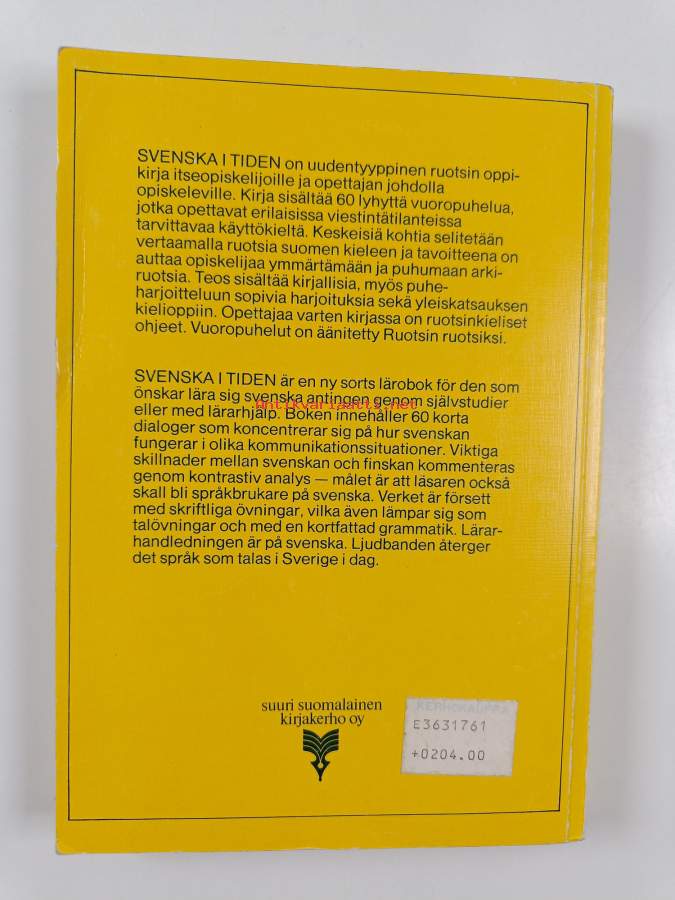 SVENSKA I TIDEN on uudentyyppinen ruotsin oppi-
kirja itseopiskelijoille ja opettajan johdolla
opiskeleville. Kirja sisältää 60 lyhyttä vuoropuhelua,
jotka opettavat erilaisissa viestintätilanteissa
tarvittavaa käyttökieltä. Keskeisiä kohtia selitetään
vertaamalla ruotsia suomen kieleen ja tavoitteena on
auttaa opiskelijaa ymmärtämään ja puhumaan arki-
ruotsia. Teos sisältää kirjallisia, myös puhe-
harjoitteluun sopivia harjoituksia sekä yleiskatsauksen
kielioppiin. Opettajaa varten kirjassa on ruotsinkieliset
ohjeet. Vuoropuhelut on äänitetty Ruotsin ruotsiksi.
SVENSKA I TIDEN är en ny sorts lärobok för den som
önskar lära sig svenska antingen genom självstudier
eller med lärarhjälp. Boken innehåller 60 korta
Antikvariaatti.net
dialoger som koncentrerar sig på hur svenskan
fungerar i olika kommunikationssituationer. Viktiga
skillnader mellan svenskan och finskan kommenteras
genom kontrastiv analys — målet är att läsaren också
skall bli språkbrukare på svenska. Verket är försett
med skriftliga övningar, vilka även lämpar sig som
talövningar och med en kortfattad grammatik. Lärar-
handledningen är på svenska. Ljudbanden återger
det språk som talas i Sverige i dag.
suuri suomalainen
kirjakerho oy
KERHOKAUPPA
E3631761
+0204.00